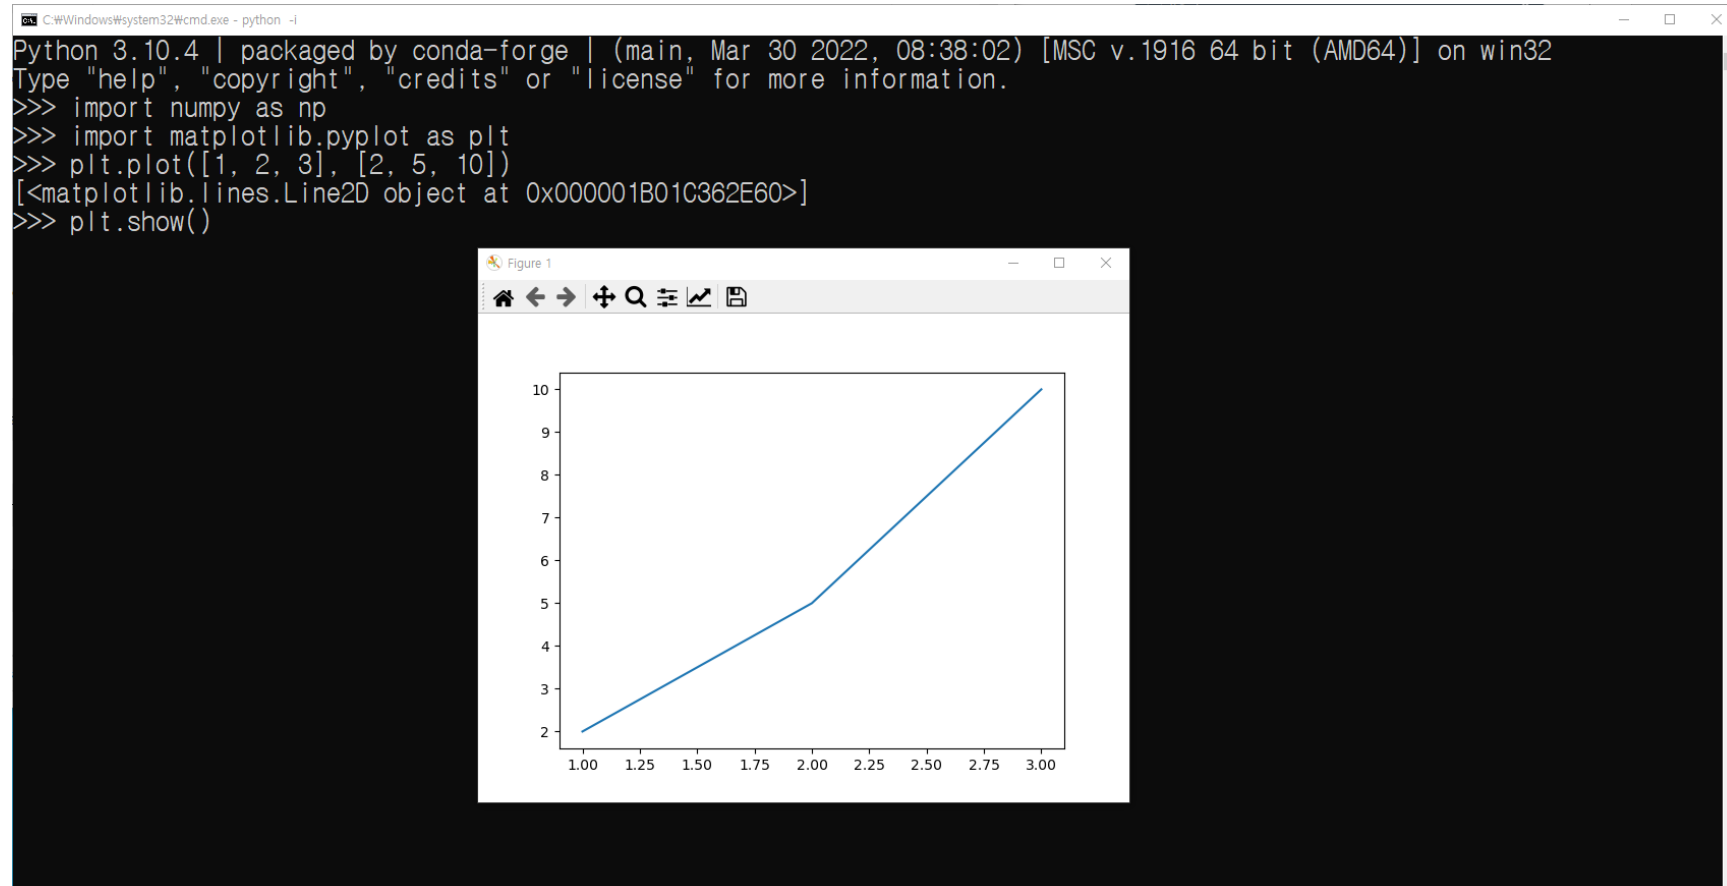 C:₩Windows₩system32₩cmd.exe - python  -i
Python 3.10.4 | packaged by conda-forge | (main, Mar 30 2022, 08:38:02) [MSC v.1916 64 bit (AMD64)] on win32
Type "help", "copyright", "credits" or "license" for more information.
>>> import numpy as np
>>> import matplotlib.pyplot as plt
>>> plt.plot([1, 2, 3], [2, 5, 10])
[<matplotlib.lines.Line2D object at 0x000001B01C362E60>]
>>> plt.show()
Figure 1
10
9
8
7
6
5
4
3
2
1.00 1.25 1.50 1.75 2.00 2.25 2.50 2.75 3.00